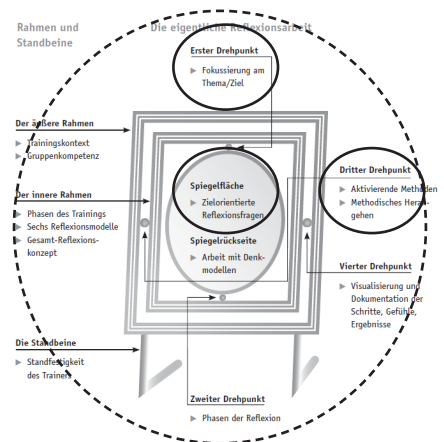 Rahmen und
Standbeine
Die eigentliche Reflexionsarbeit
Erster Drehpunkt
▶ Fokussierung am
Thema/Ziel
Der äußere Rahmen
▶ Trainingskontext
▶ Gruppenkompetenz
Der innere Rahmen
▶ Phasen des Trainings
▶ Sechs Reflexionsmodelle
▶ Gesamt-Reflexions-
konzept
Die Standbeine
▶ Standfestigkeit
des Trainers
Spiegelfläche
▶ Zielorientierte
Reflexionsfragen
Spiegelrückseite
▶ Arbeit mit Denk-
modellen
Dritter Drehpunkt
▶ Aktivierende Methoden
▶ Methodisches Heran-
gehen
Vierter Drehpunkt
▶ Visualisierung und
Dokumentation der
Schritte, Gefühle,
Ergebnisse
Zweiter Drehpunkt
▶ Phasen der Reflexion